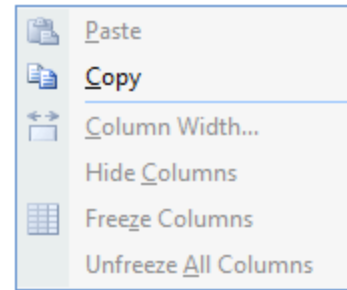 Paste
Copy
Column Width...
Hide Columns
Freeze Columns
Unfreeze All Columns